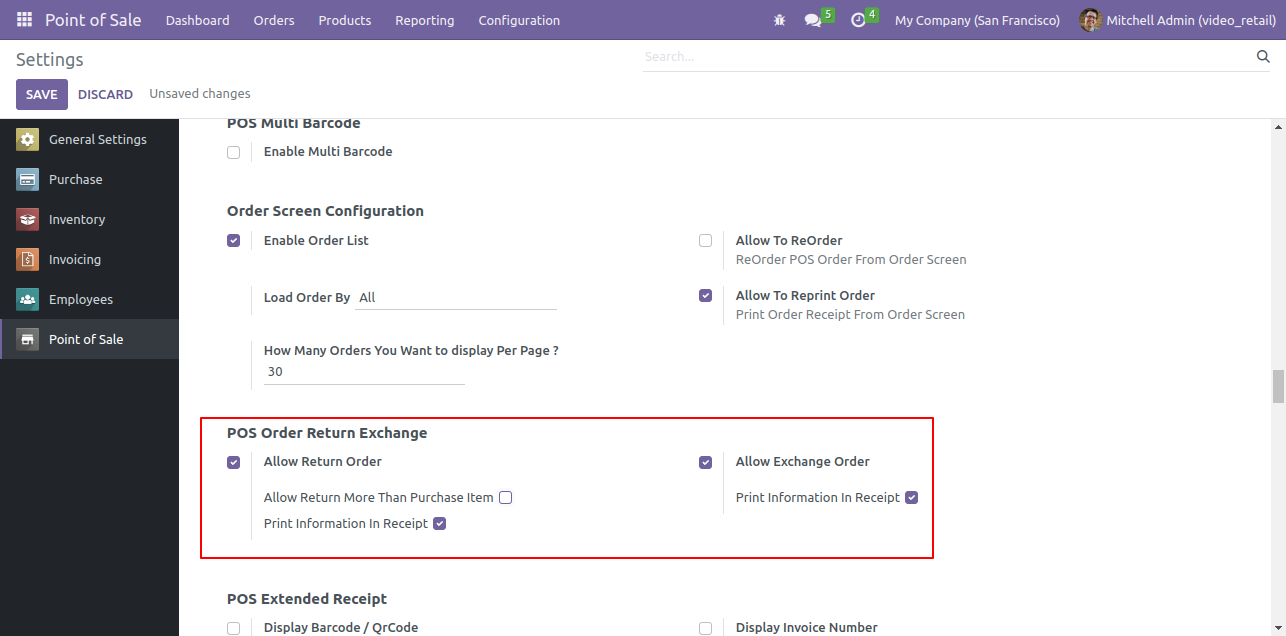 Point of Sale Dashboard Orders Products Reporting Configuration 5 4 My Company (San Francisco) Mitchell Admin (video_retail)
Settings Search...
SAVE DISCARD Unsaved changes
General Settings
Purchase
Inventory
Invoicing
Employees
Point of Sale
POS Multi Barcode
Enable Multi Barcode
Order Screen Configuration
Enable Order List
Allow To ReOrder
ReOrder POS Order From Order Screen
Load Order By All
Allow To Reprint Order
Print Order Receipt From Order Screen
How Many Orders You Want to display Per Page ?
30
POS Order Return Exchange
Allow Return Order
Allow Return More Than Purchase Item
Print Information In Receipt
Allow Exchange Order
Print Information In Receipt
POS Extended Receipt
Display Barcode / QrCode
Display Invoice Number